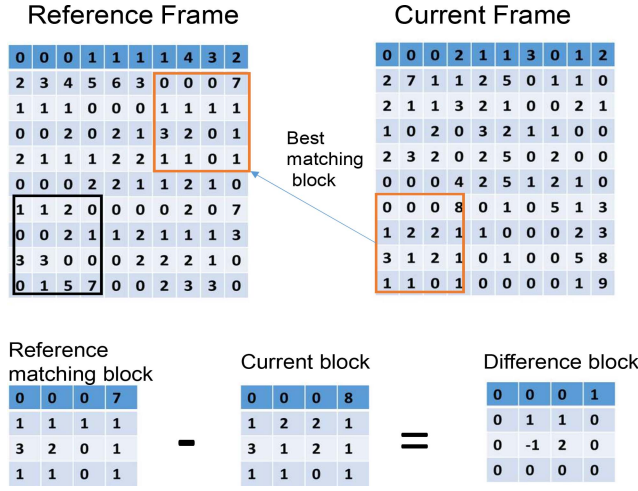 Reference Frame
0 0 0 1 1 1 1 4 3 2
2 3 4 5 6 3 0 0 0 7
1 1 1 0 0 0 1 1 1 1
0 0 2 0 2 1 3 2 0 1
2 1 1 1 2 2 1 1 0 1
0 0 0 2 2 1 1 2 1 0
1 1 2 0 0 0 0 2 0 7
0 0 2 1 1 2 1 1 1 3
3 3 0 0 0 2 2 2 1 0
0 1 5 7 0 0 2 3 3 0
Best
matching
block
Current Frame
0 0 0 2 1 1 3 0 1 2
2 7 1 1 2 5 0 1 1 0
2 1 1 3 2 1 0 0 2 1
1 0 2 0 3 2 1 1 0 0
2 3 2 0 2 5 0 2 0 0
0 0 0 4 2 5 1 2 1 0
0 0 0 8 0 1 0 5 1 3
1 2 2 1 1 0 0 0 2 3
3 1 2 1 0 1 0 0 5 8
1 1 0 1 0 0 0 0 1 9
Reference
matching block
0 0 0 7
1 1 1 1
3 2 0 1
1 1 0 1
-
Current block
0 0 0 8
1 2 2 1
3 1 2 1
1 1 0 1
=
Difference block
0 0 0 1
0 1 1 0
0 -1 2 0
0 0 0 0